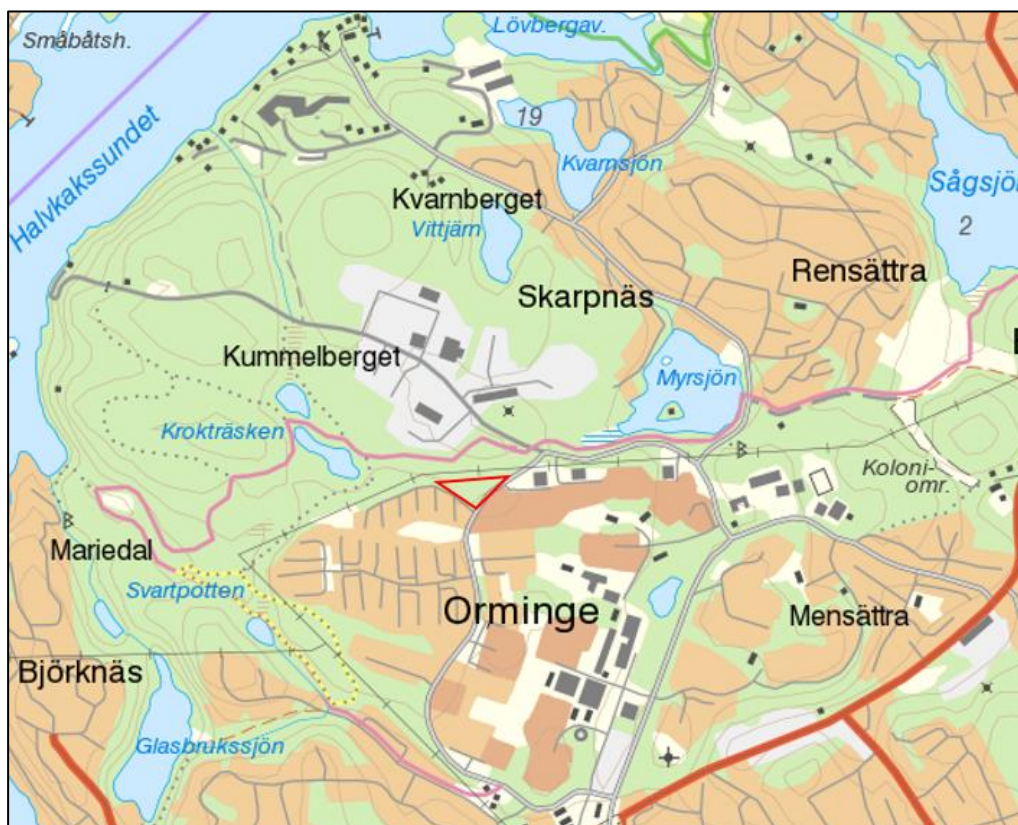 Småbåtsh.
Lövbergav.
Halvkakssundet
19
Kvarnsjön
Kvarnberget
Vittjärn
Sågsjö
2
Rensättra
Skarpnäs
Kummelberget
Myrsjön
Krokträsken
Koloni-
omr.
Mariedal
Svartpotten
Orminge
Mensättra
Björknäs
Glasbrukssjön